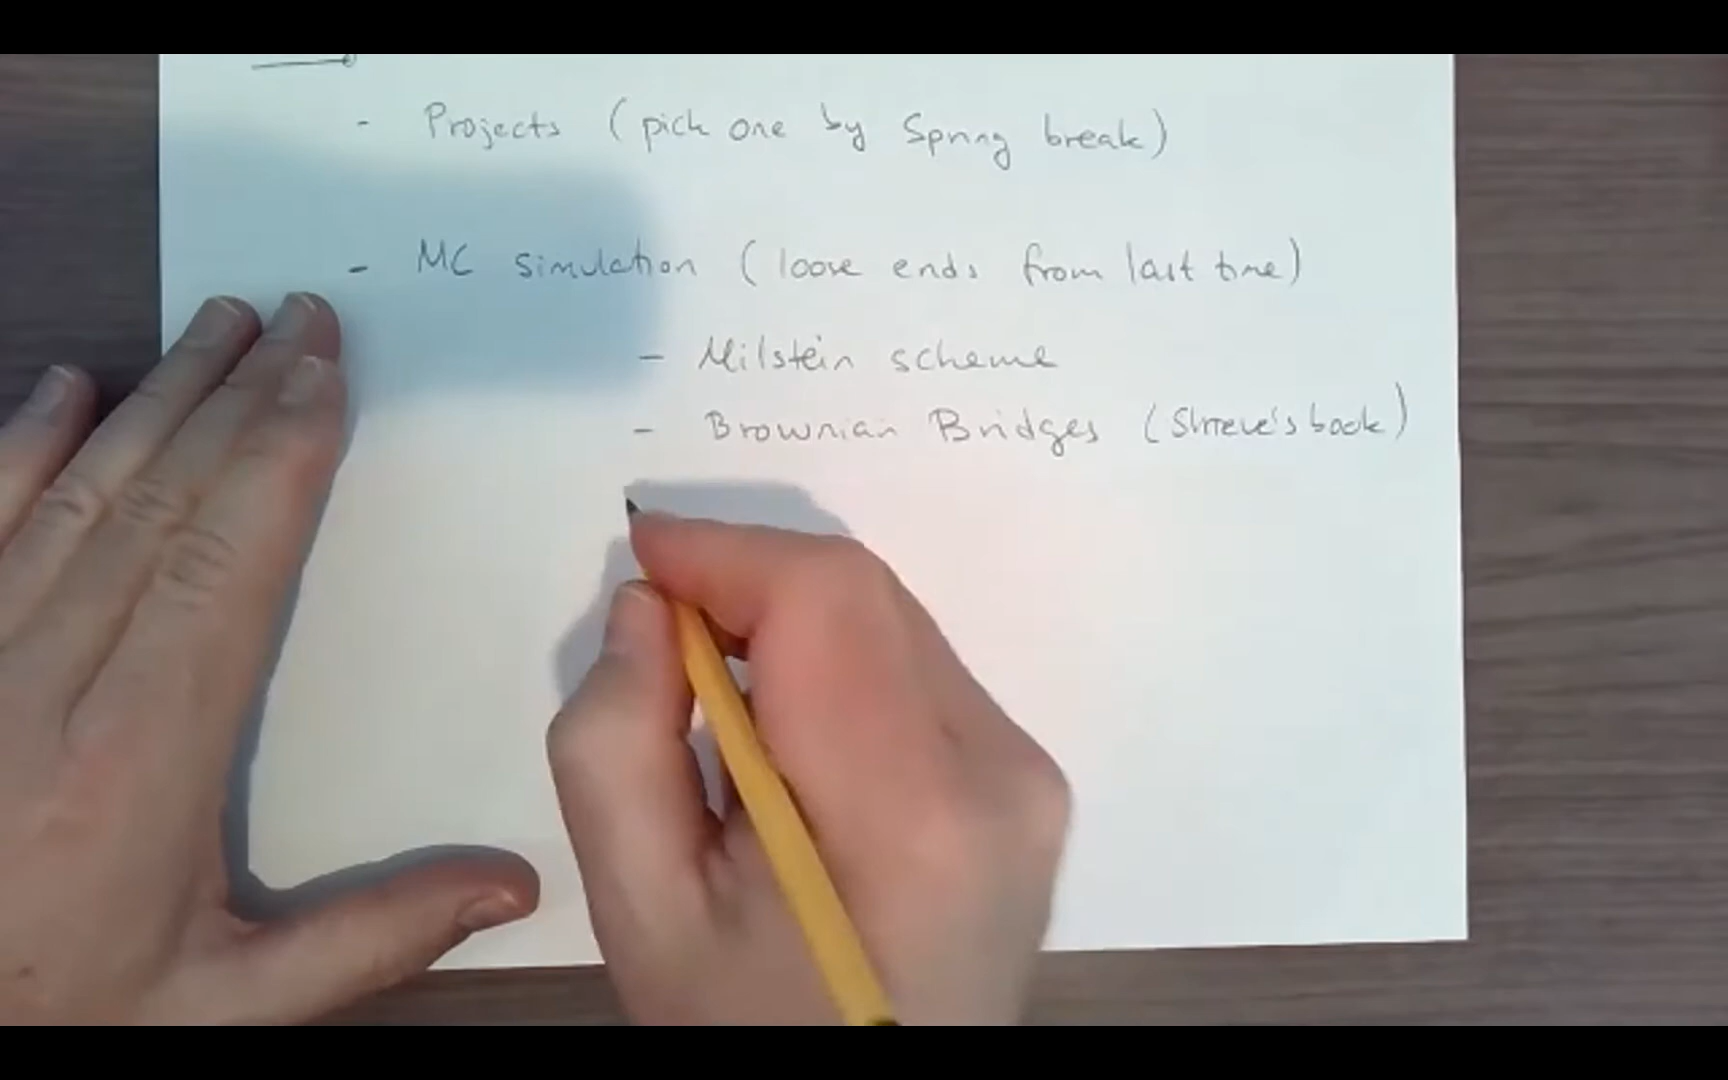 - Projects (pick one by Spring break)
- MC simulation (loose ends from last time)
- Milstein scheme
- Brownian Bridges (Shreve's book)